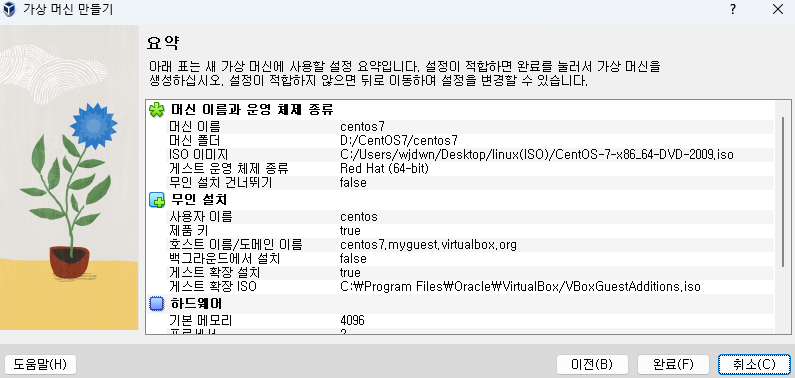 가상 머신 만들기
? ×
요약
아래 표는 새 가상 머신에 사용할 설정 요약입니다. 설정이 적합하면 완료를 눌러서 가상 머신을
생성하십시오. 설정이 적합하지 않으면 뒤로 이동하여 설정을 변경할 수 있습니다.
머신 이름과 운영 체제 종류
머신 이름 centos7
머신 폴더 D:/CentOS7/centos7
ISO 이미지 C:/Users/wjdwn/Desktop/linux(ISO)/CentOS-7-x86_64-DVD-2009.iso
게스트 운영 체제 종류 Red Hat (64-bit)
무인 설치 건너뛰기 false
무인 설치
사용자 이름 centos
제품 키 true
호스트 이름/도메인 이름 centos7.myguest.virtualbox.org
백그라운드에서 설치 false
게스트 확장 설치 true
게스트 확장 ISO C:\Program Files\Oracle\VirtualBox/VBoxGuestAdditions.iso
하드웨어
기본 메모리 4096
도움말(H) 이전(B) 완료(F) 취소(C)